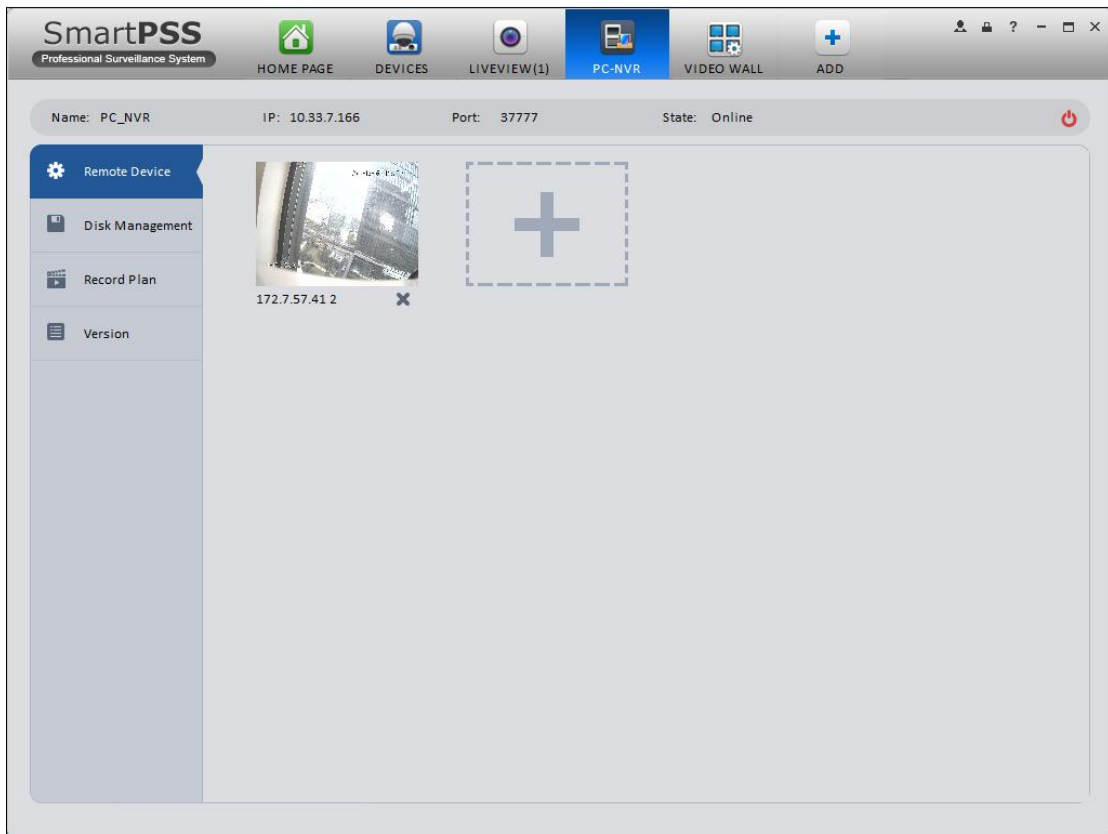 SmartPSS
Professional Surveillance System
HOME PAGE
DEVICES
LIVEVIEW(1)
PC-NVR
VIDEO WALL
ADD
?
Name: PC_NVR
IP: 10.33.7.166
Port: 37777
State: Online
Remote Device
Disk Management
Record Plan
Version
172.7.57.41 2